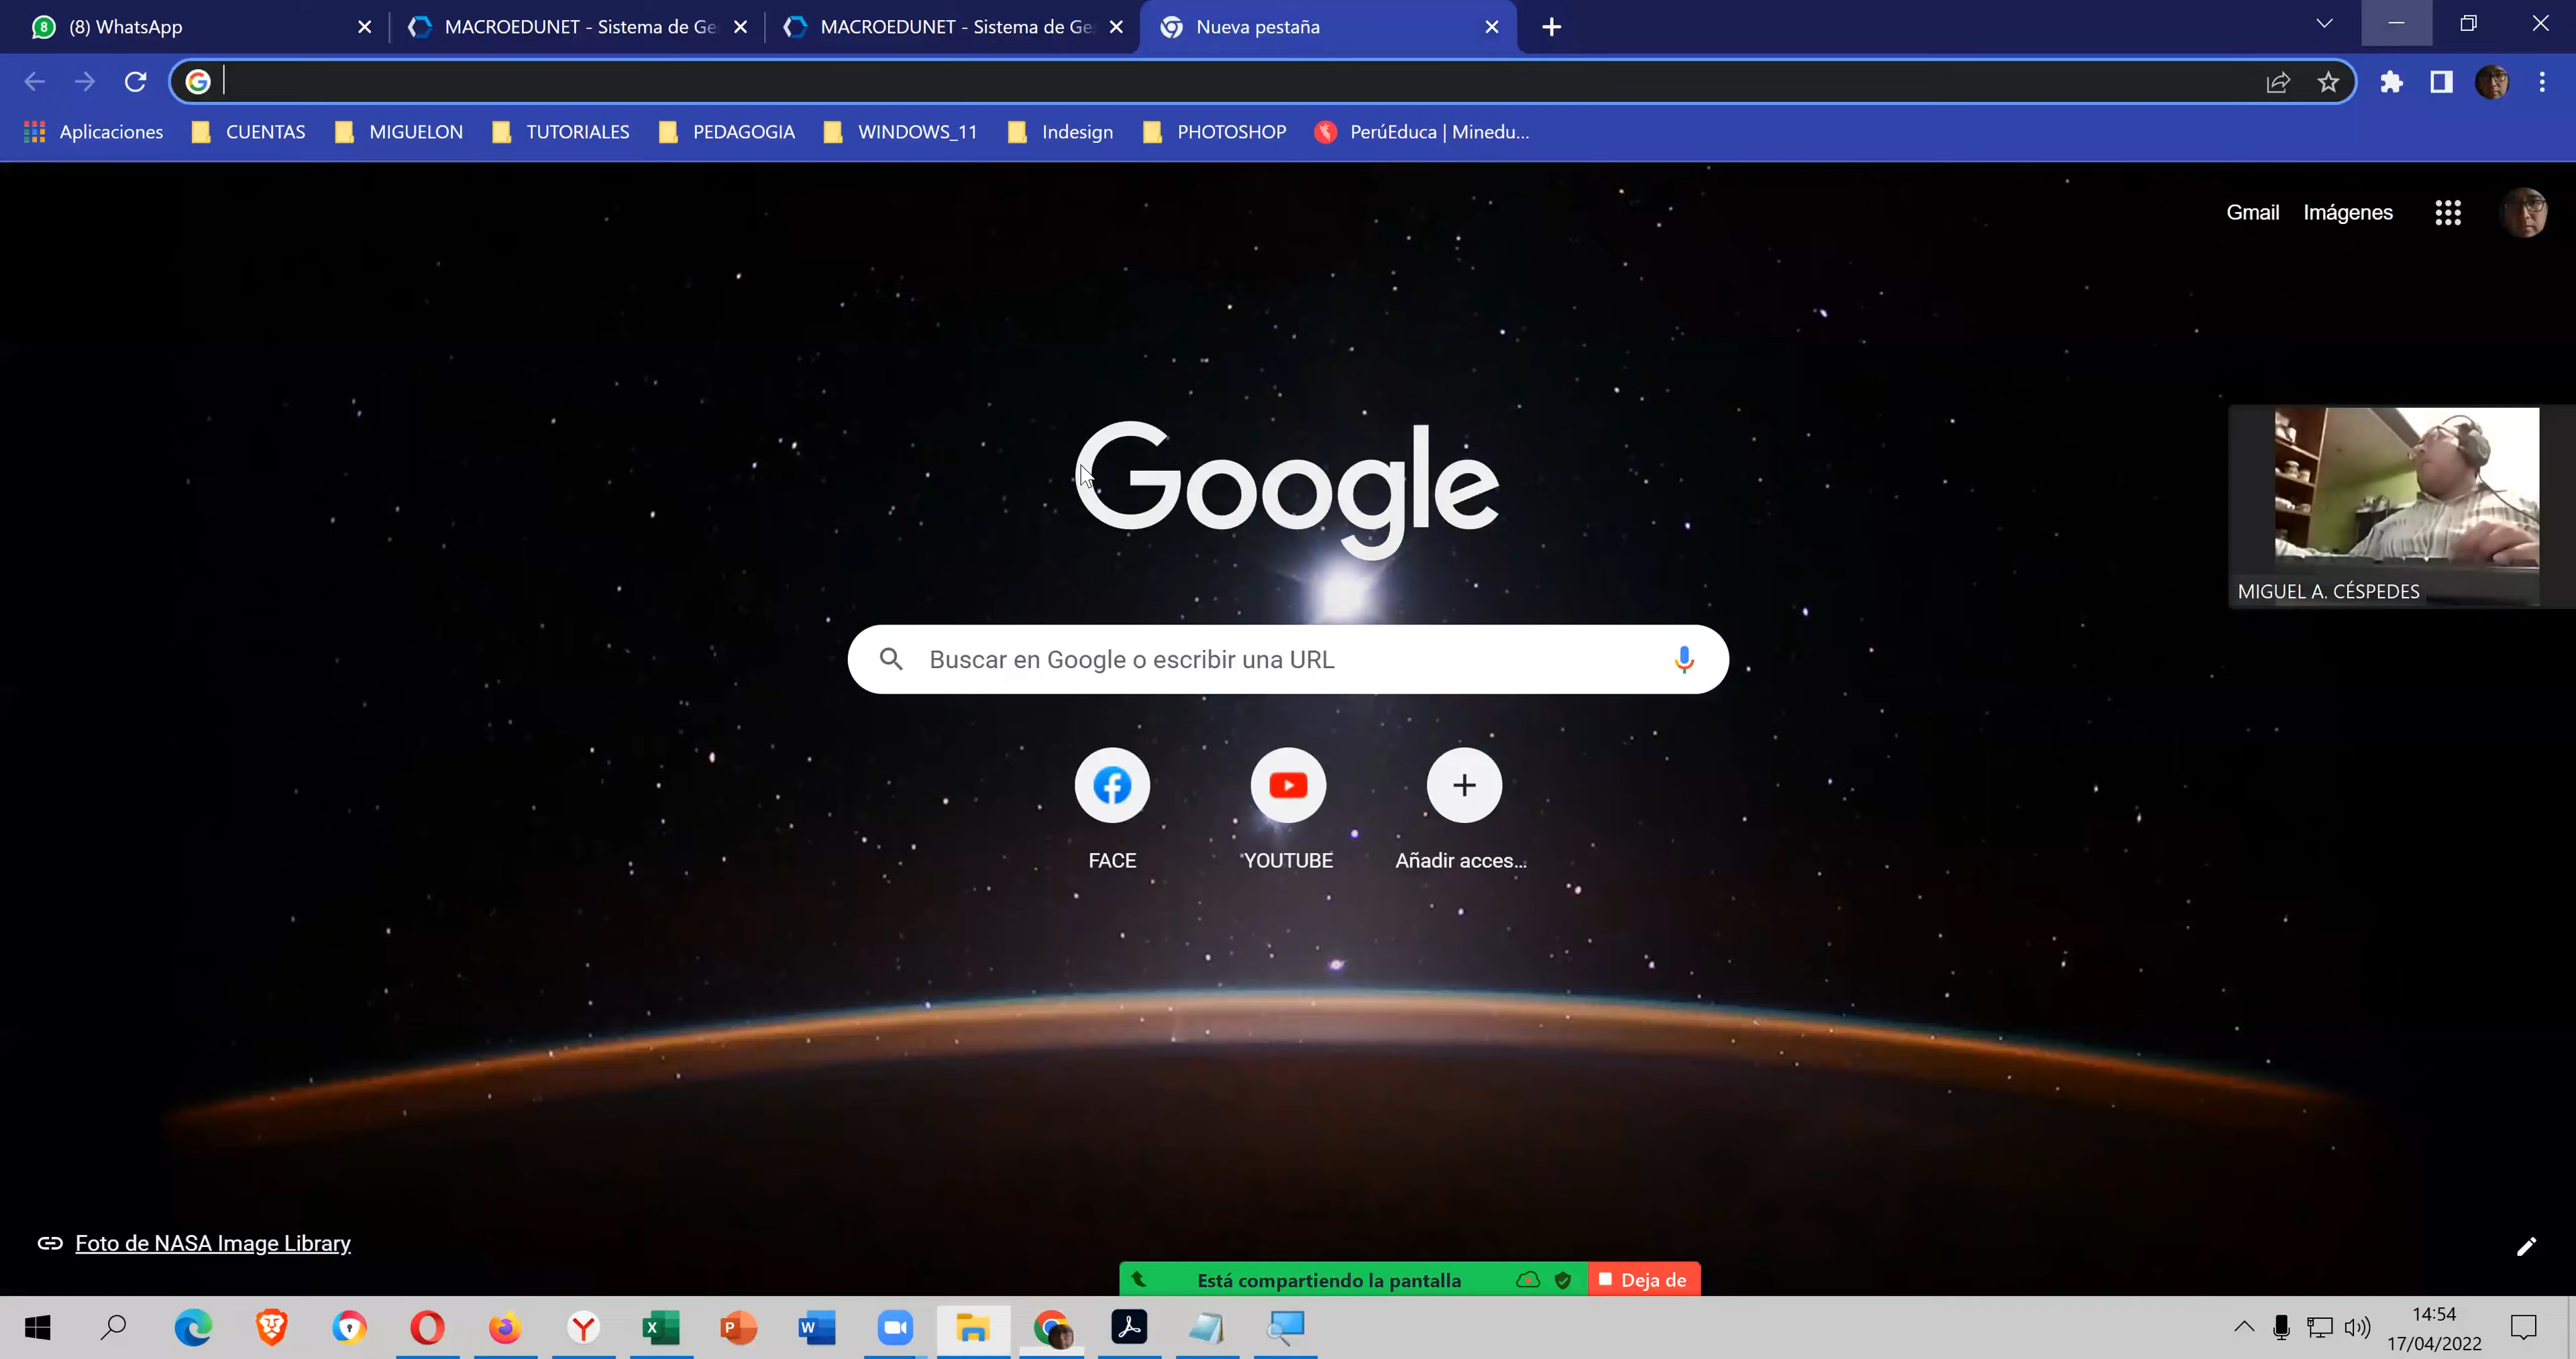 (8) WhatsApp
MACROEDUNET - Sistema de Ge
MACROEDUNET - Sistema de Ge
Nueva pestaña
Aplicaciones
CUENTAS
MIGUELON
TUTORIALES
PEDAGOGIA
WINDOWS_11
Indesign
PHOTOSHOP
PerúEduca | Minedu...
Gmail
Imágenes
Google
MIGUEL A. CÉSPEDES
Buscar en Google o escribir una URL
FACE
YOUTUBE
Añadir acces...
Foto de NASA Image Library
Está compartiendo la pantalla
Deja de
14:54
17/04/2022